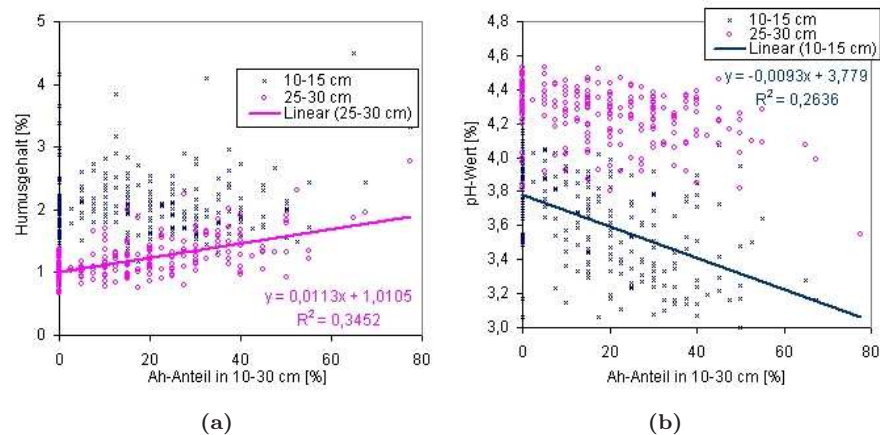 5
4
3
2
1
0
Humusgehalt [%]
10-15 cm
25-30 cm
Linear (25-30 cm)
y = 0,0113x + 1,0105
R² = 0,3452
0 20 40 60 80
Ah-Anteil in 10-30 cm [%]
(a)
4,8
4,6
4,4
4,2
4,0
3,8
3,6
3,4
3,2
3,0
pH-Wert [%]
10-15 cm
25-30 cm
Linear (10-15 cm)
y = -0,0093x + 3,779
R² = 0,2636
0 20 40 60 80
Ah-Anteil in 10-30 cm [%]
(b)